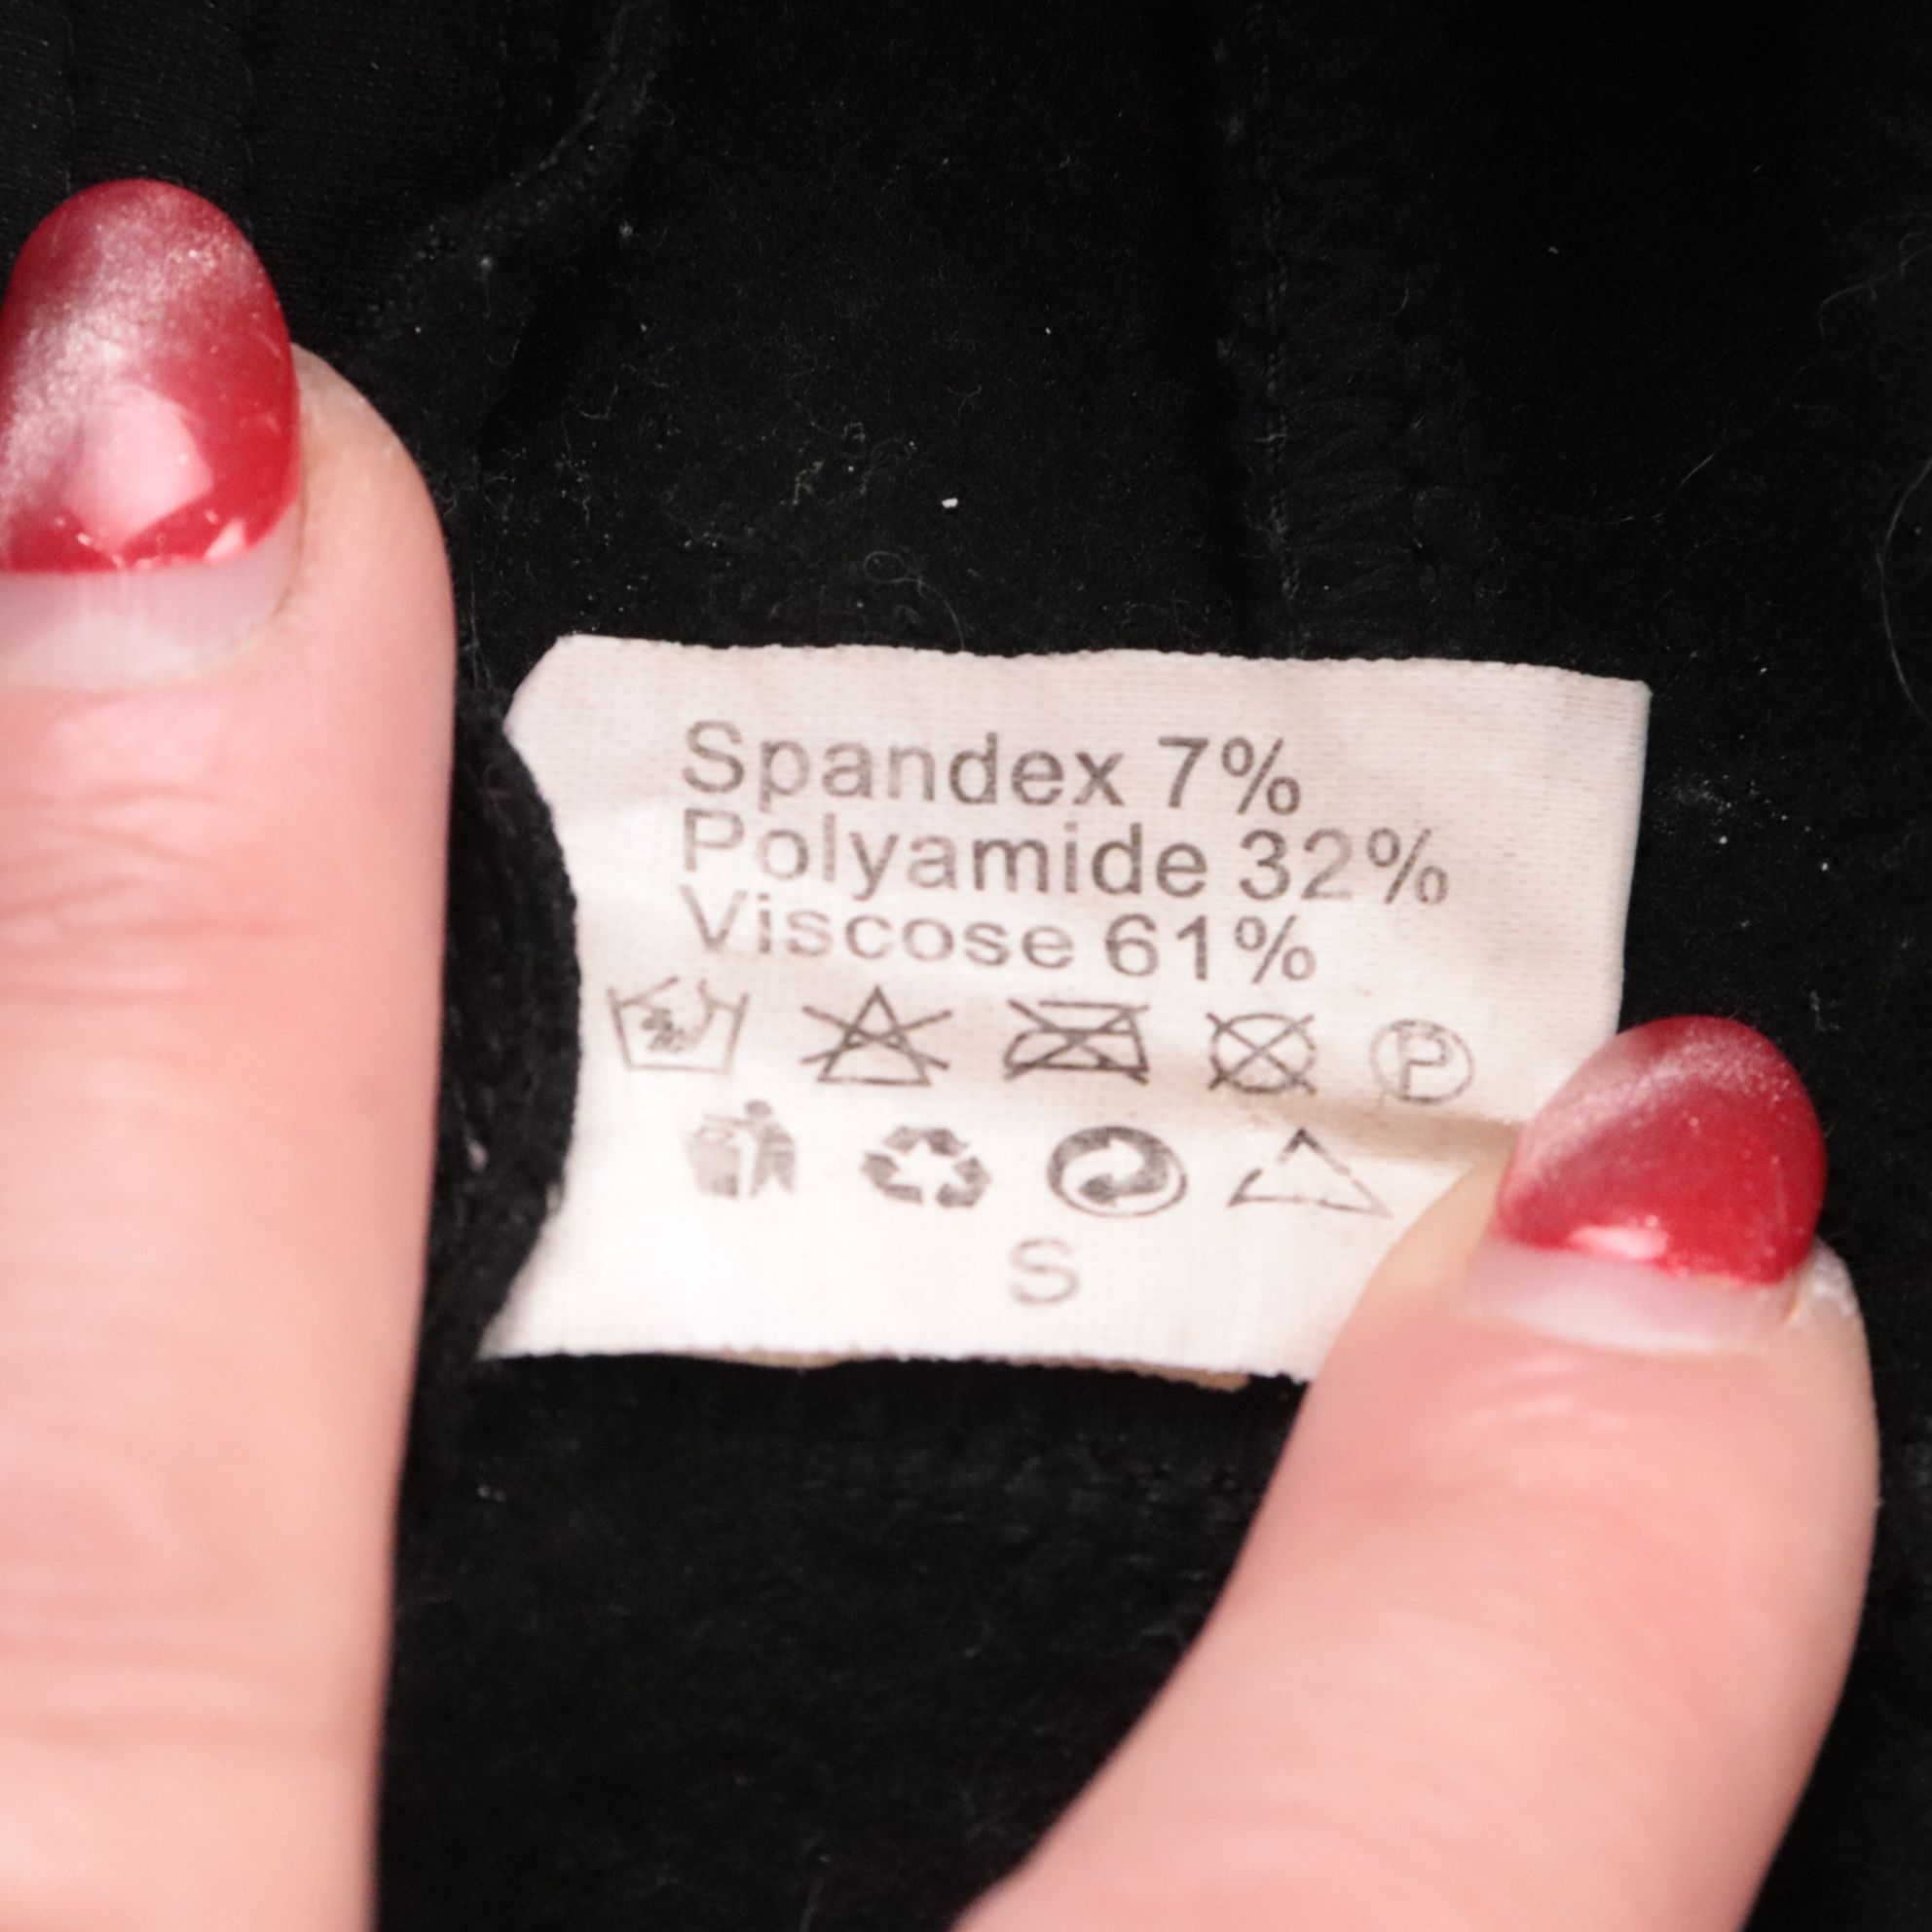 Spandex 7%
Polyamide 32%
Viscose 61%
P
S